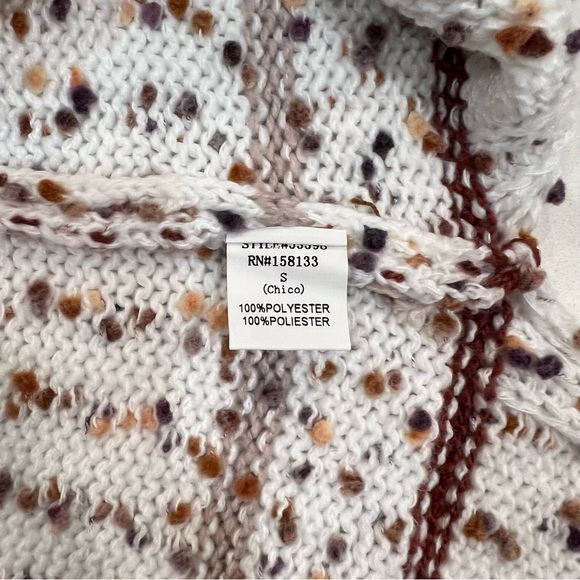 RN#158133
S
(Chico)
100%POLYESTER
100%POLIESTER